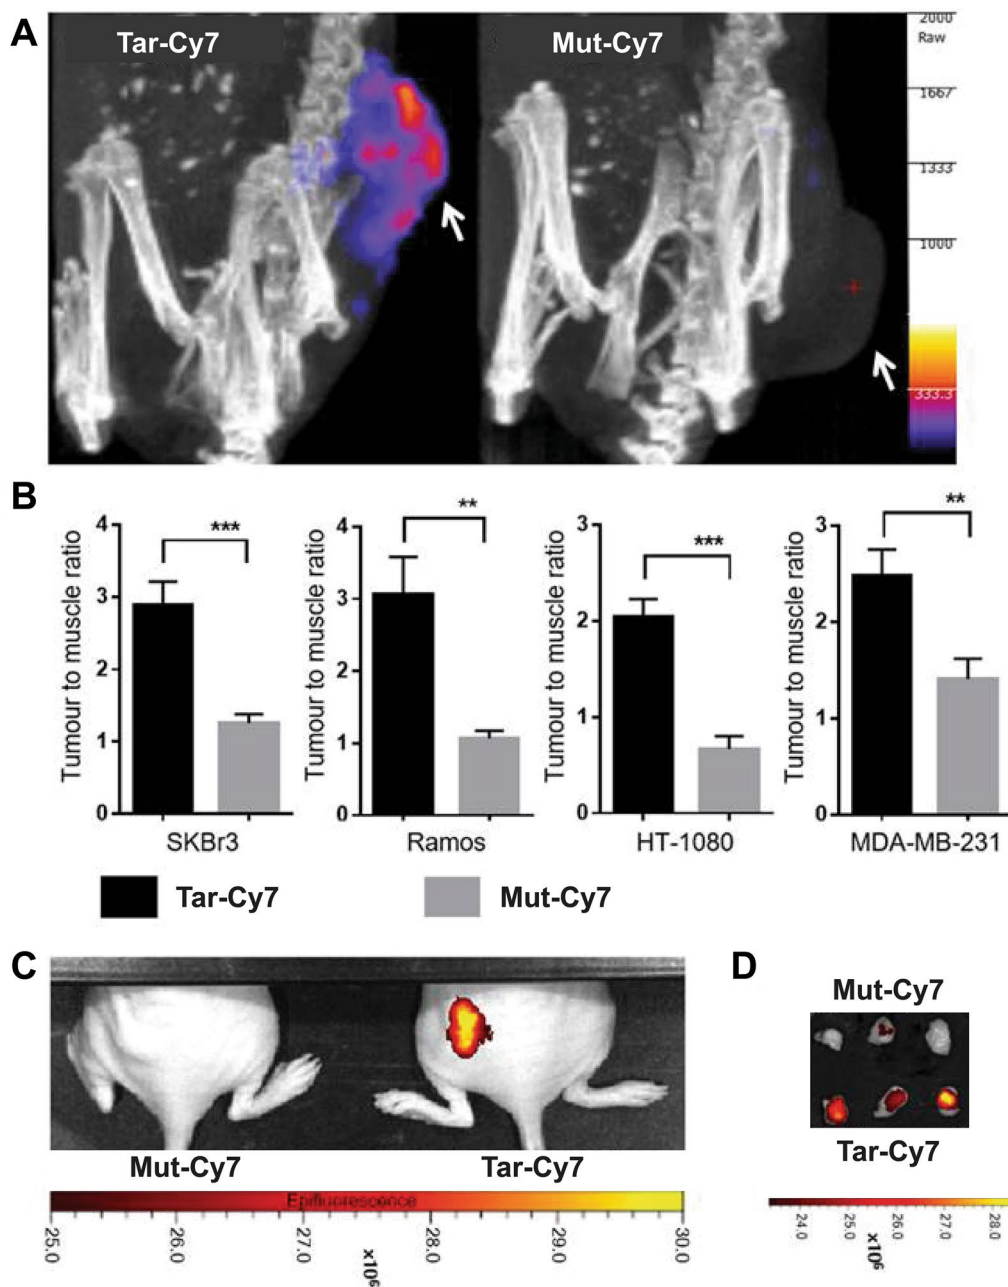 A
Tar-Cy7
Mut-Cy7
2000
Raw
1667
1333
1000
333.3
B
Tumour to muscle ratio
4
3
2
1
0
***
SKBr3
Tumour to muscle ratio
4
3
2
1
0
**
Ramos
Tumour to muscle ratio
3
2
1
0
***
HT-1080
Tumour to muscle ratio
3
2
1
0
**
MDA-MB-231
Tar-Cy7
Mut-Cy7
C
Mut-Cy7
Tar-Cy7
Epifluorescence
25.0
26.0
27.0
28.0
29.0
30.0
x10⁶
D
Mut-Cy7
Tar-Cy7
24.0
25.0
26.0
27.0
28.0
x10⁶